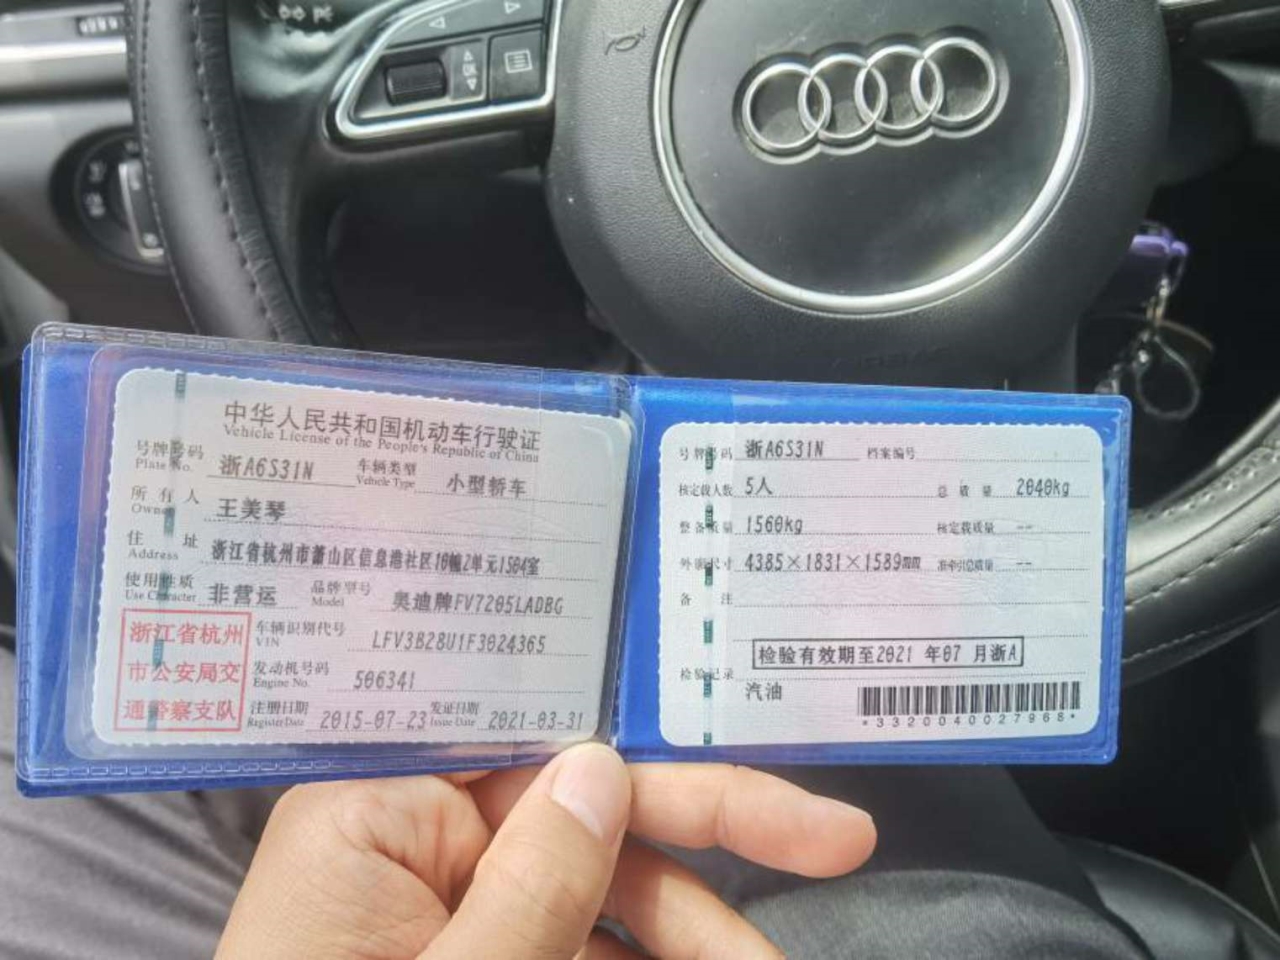 中华人民共和国机动车行驶证
Vehicle License of the People's Republic of China
号牌号码 浙A6S31N 车辆类型 小型轿车
Plate No. Vehicle Type
所有人 王美琴
Owner
住址 浙江省杭州市萧山区信息港社区10幢2单元1504室
Address
使用性质 非营运 品牌型号 奥迪牌FV7205LADBG
Use Character Model
浙江省杭州
市公安局交
通警察支队
车辆识别代号 LFV3B28U1F3024365
VIN
发动机号码 506341
Engine No.
注册日期 2015-07-23 发证日期 2021-03-31
Register Date Issue Date
号牌号码 浙A6S31N 档案编号
核定载人数 5人 总质量 2040kg
整备质量 1560kg 核定载质量 --
外廓尺寸 4385×1831×1589mm 准牵引总质量 --
备注
检验有效期至2021 年07 月浙A
检验记录
汽油
*3320040027968*